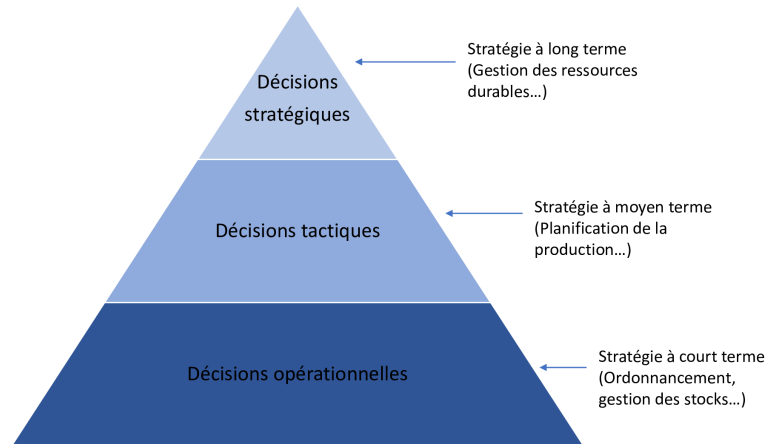 Décisions
stratégiques
Stratégie à long terme
(Gestion des ressources
durables…)
Décisions tactiques
Stratégie à moyen terme
(Planification de la
production…)
Décisions opérationnelles
Stratégie à court terme
(Ordonnancement,
gestion des stocks…)